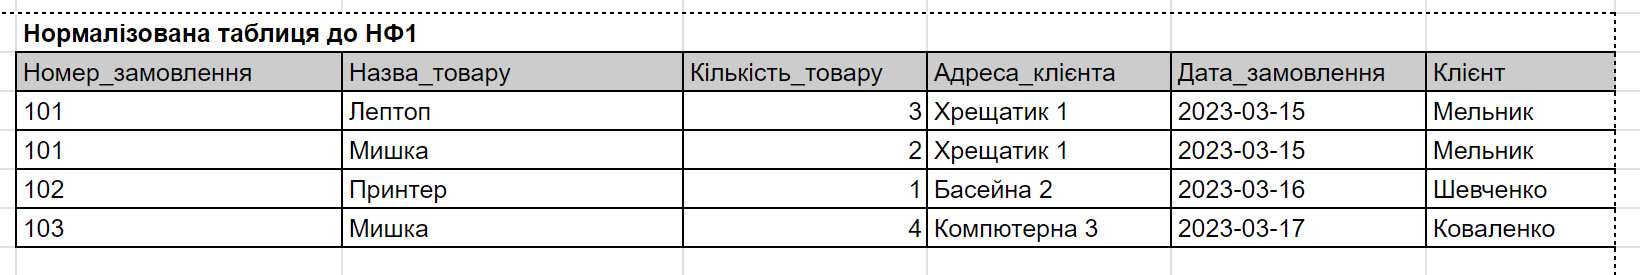 Нормалізована таблиця до НФ1
Номер_замовлення Назва_товару Кількість_товару Адреса_клієнта Дата_замовлення Клієнт
101 Лептоп 3 Хрещатик 1 2023-03-15 Мельник
101 Мишка 2 Хрещатик 1 2023-03-15 Мельник
102 Принтер 1 Басейна 2 2023-03-16 Шевченко
103 Мишка 4 Компютерна 3 2023-03-17 Коваленко